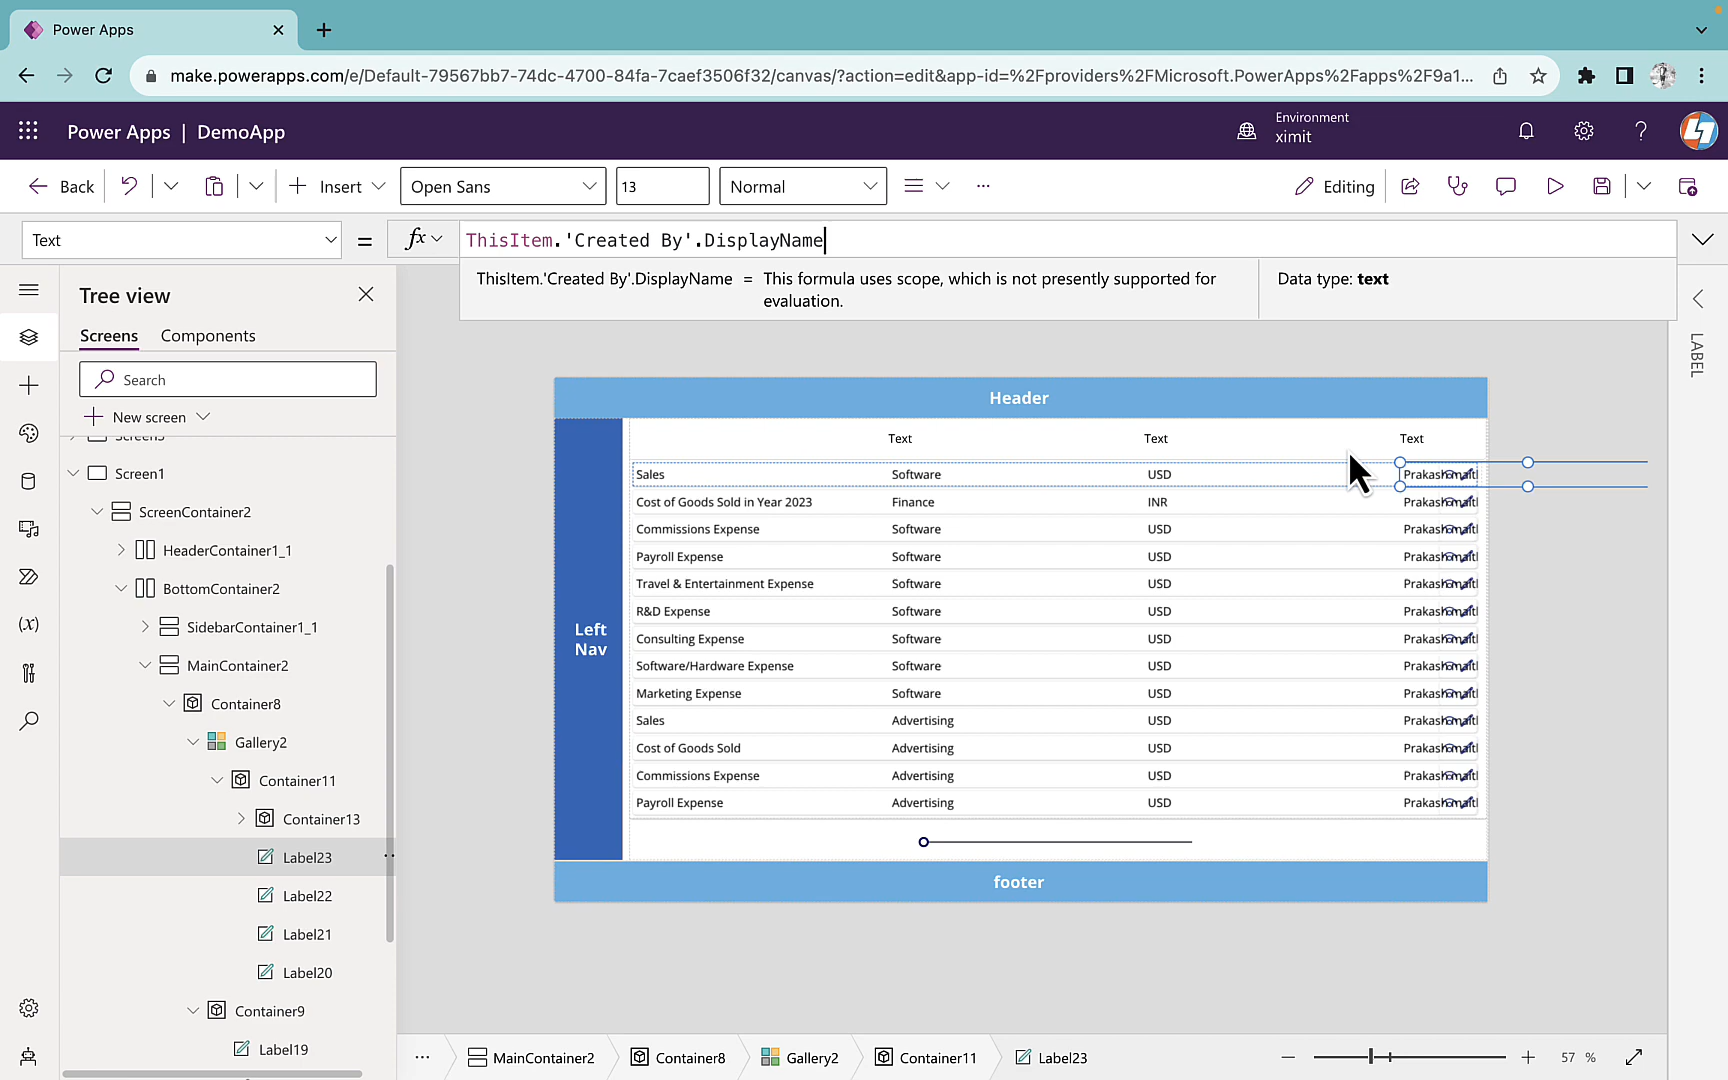 Power Apps
make.powerapps.com/e/Default-79567bb7-74dc-4700-84fa-7caef3506f32/canvas/?action=edit&app-id=%2Fproviders%2FMicrosoft.PowerApps%2Fapps%2F9a1...
Power Apps | DemoApp
Environment
ximit
Back
Insert
Open Sans
13
Normal
Editing
Text
=
fx
ThisItem.'Created By'.DisplayName
ThisItem.'Created By'.DisplayName = This formula uses scope, which is not presently supported for evaluation.
Data type: text
Tree view
Screens
Components
Search
New screen
Screen1
ScreenContainer2
HeaderContainer1_1
BottomContainer2
SidebarContainer1_1
MainContainer2
Container8
Gallery2
Container11
Container13
Label23
Label22
Label21
Label20
Container9
Label19
LABEL
Header
Left
Nav
Text Text Text
Sales Software USD
Cost of Goods Sold in Year 2023 Finance INR
Commissions Expense Software USD
Payroll Expense Software USD
Travel & Entertainment Expense Software USD
R&D Expense Software USD
Consulting Expense Software USD
Software/Hardware Expense Software USD
Marketing Expense Software USD
Sales Advertising USD
Cost of Goods Sold Advertising USD
Commissions Expense Advertising USD
Payroll Expense Advertising USD
footer
... MainContainer2 Container8 Gallery2 Container11 Label23
57 %